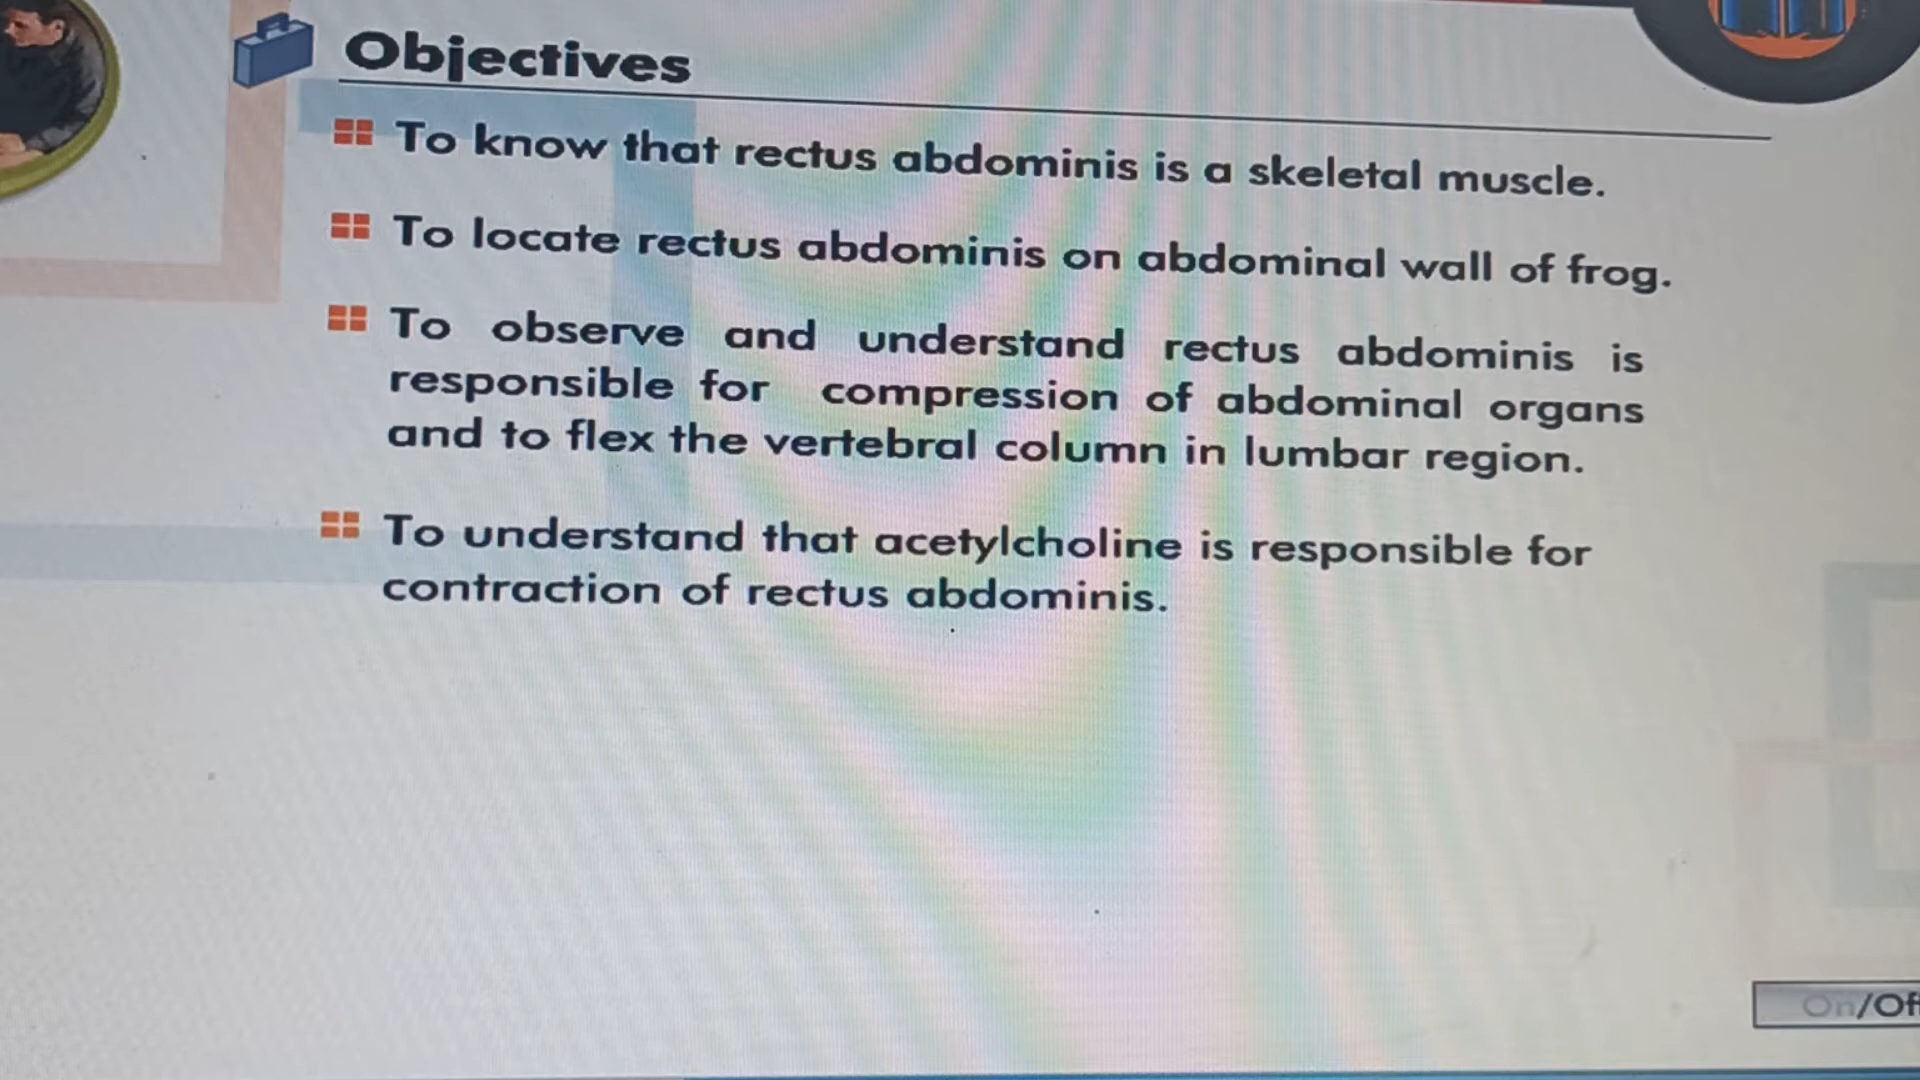 Objectives
To know that rectus abdominis is a skeletal muscle.
To locate rectus abdominis on abdominal wall of frog.
To observe and understand rectus abdominis is
responsible for compression of abdominal organs
and to flex the vertebral column in lumbar region.
To understand that acetylcholine is responsible for
contraction of rectus abdominis.
On/Of